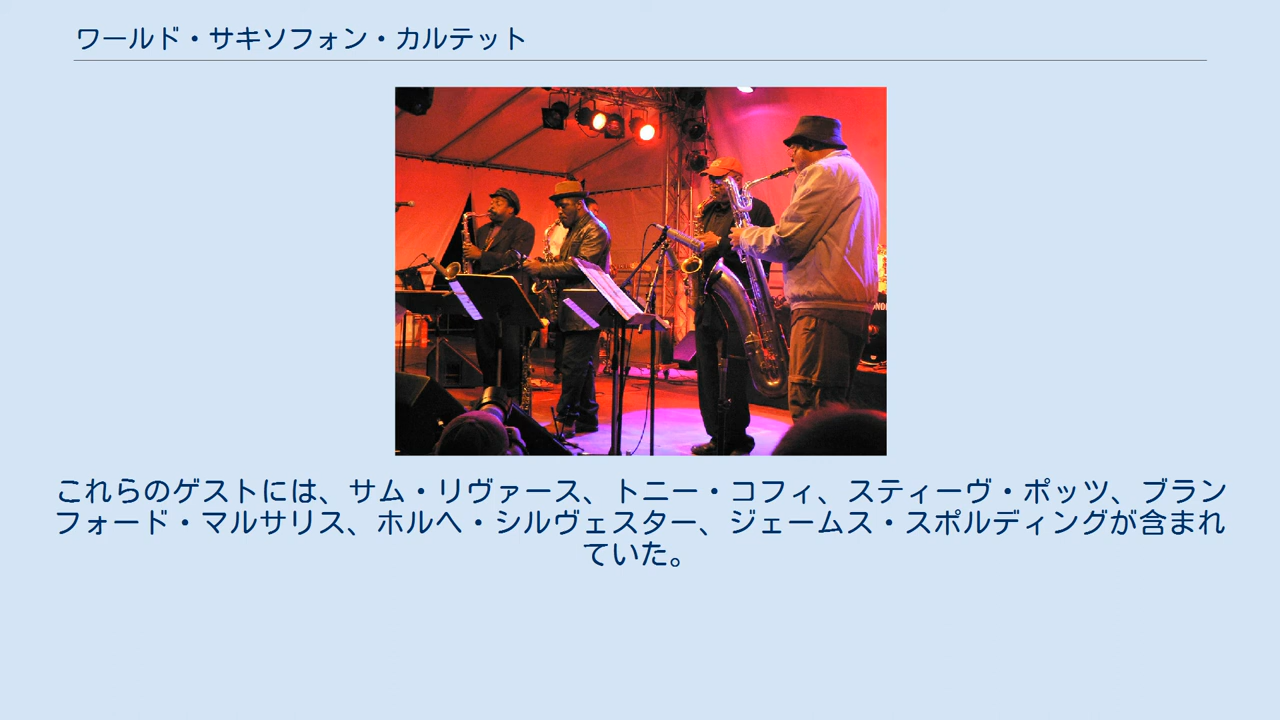 ワールド・サキソフォン・カルテット
これらのゲストには、サム・リヴァース、トニー・コフィ、スティーヴ・ポッツ、ブラン
フォード・マルサリス、ホルヘ・シルヴェスター、ジェームス・スポルディングが含まれ
ていた。